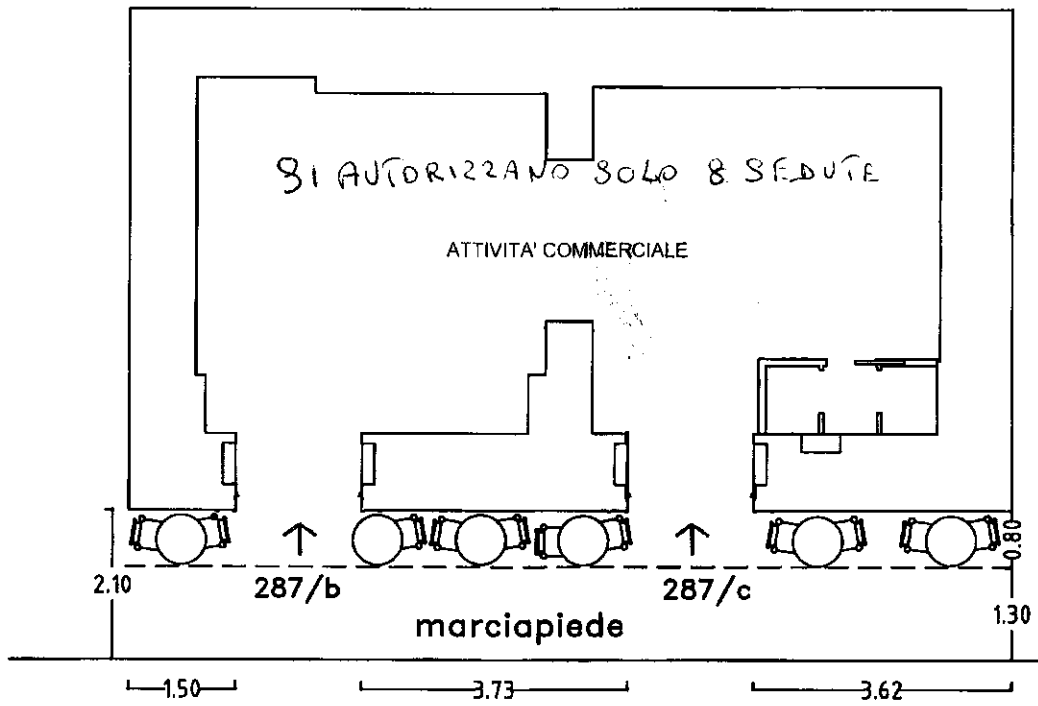 SI AUTORIZZANO SOLO 8 SEDUTE
ATTIVITA' COMMERCIALE
0.80
2.10
287/b
287/c
1.30
marciapiede
1.50
3.73
3.62